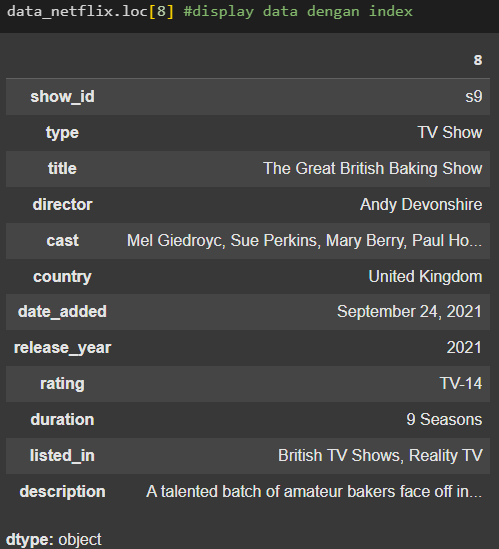 data_netflix.loc[8] #display data dengan index
8
show_id s9
type TV Show
title The Great British Baking Show
director Andy Devonshire
cast Mel Giedroyc, Sue Perkins, Mary Berry, Paul Ho...
country United Kingdom
date_added September 24, 2021
release_year 2021
rating TV-14
duration 9 Seasons
listed_in British TV Shows, Reality TV
description A talented batch of amateur bakers face off in...
dtype: object